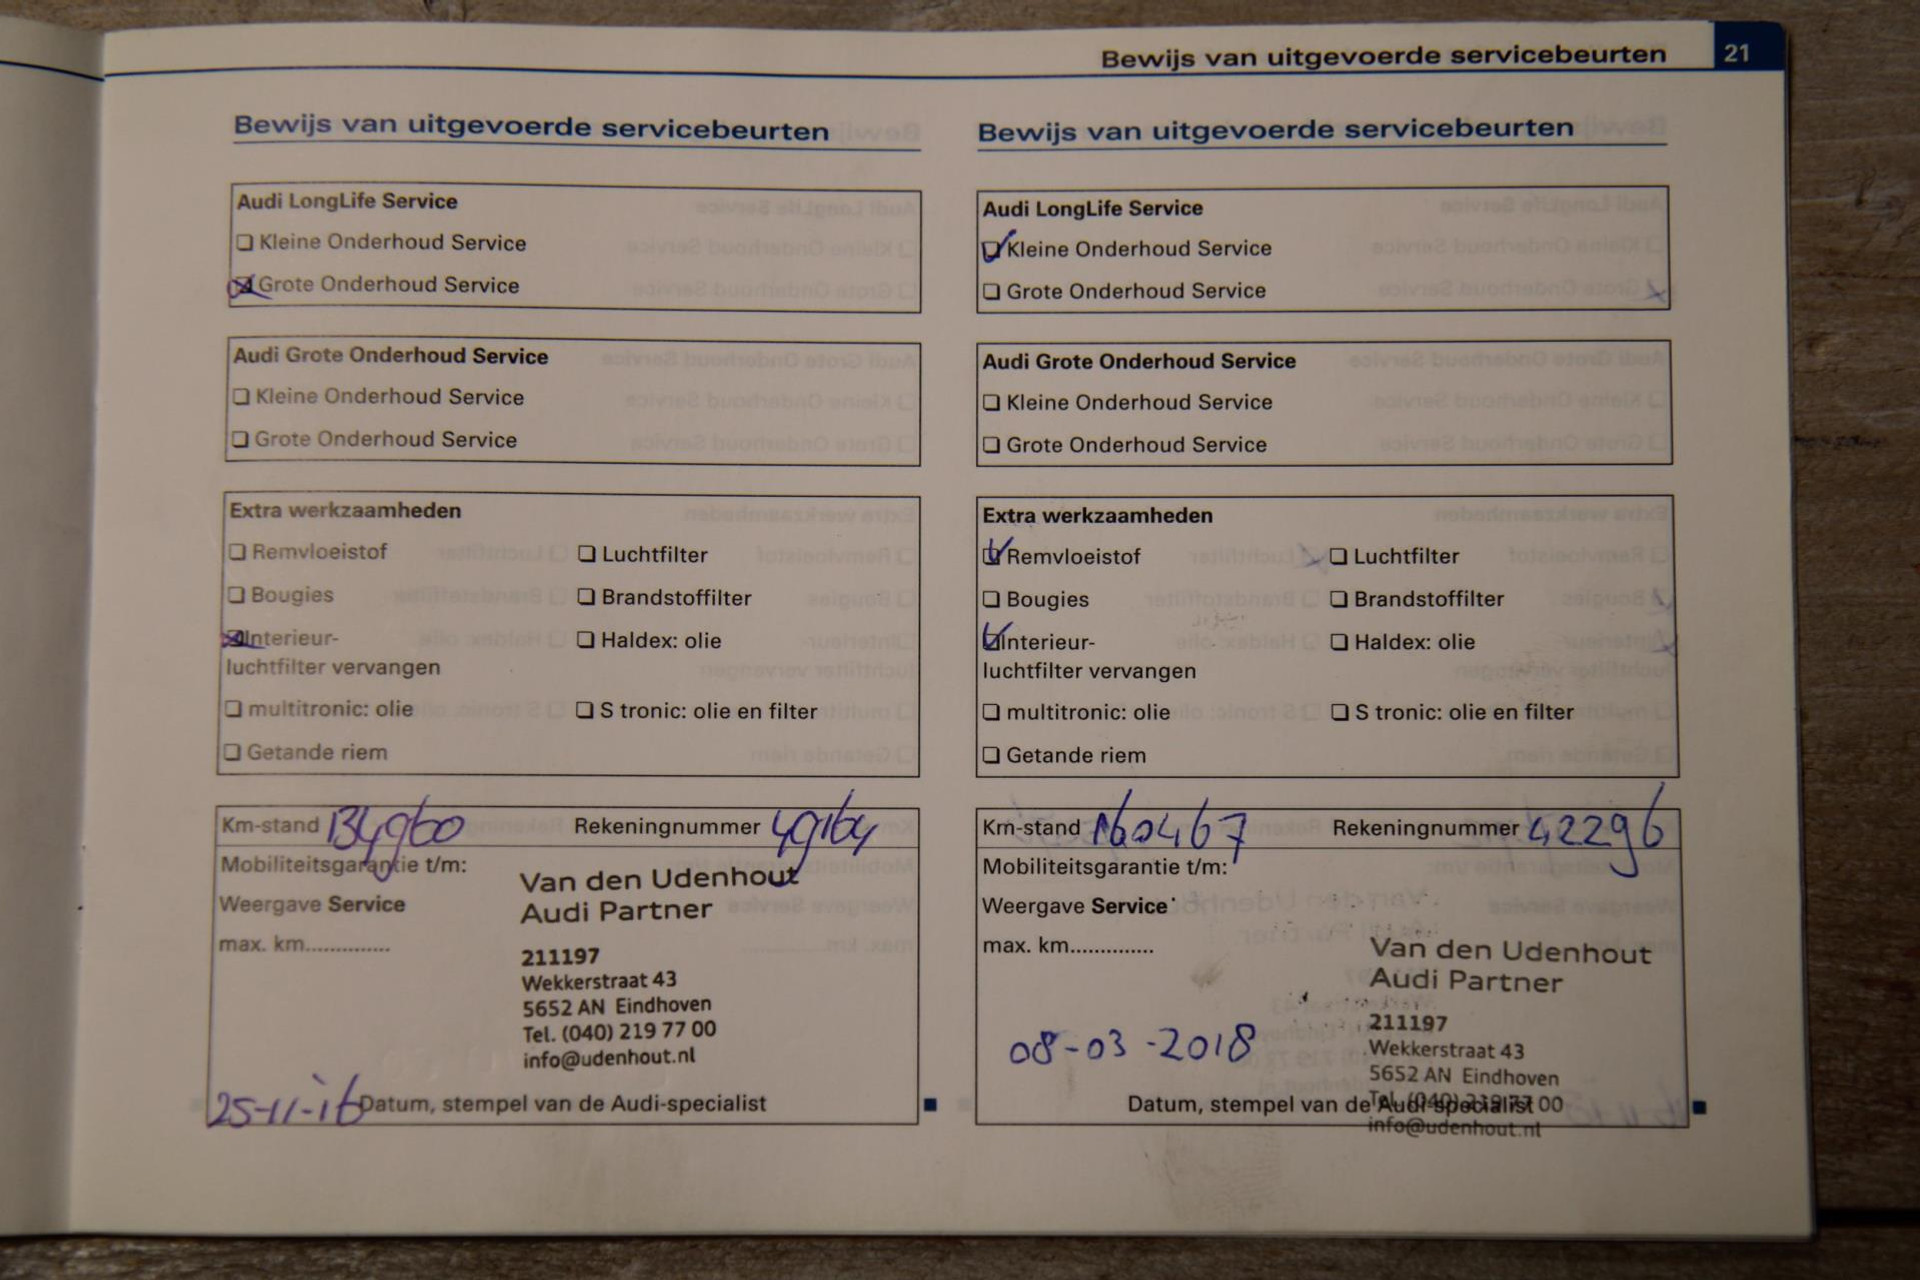 Bewijs van uitgevoerde servicebeurten 21
Bewijs van uitgevoerde servicebeurten
Audi LongLife Service
Kleine Onderhoud Service
Grote Onderhoud Service
Audi Grote Onderhoud Service
Kleine Onderhoud Service
Grote Onderhoud Service
Extra werkzaamheden
Remvloeistof
Luchtfilter
Bougies
Brandstoffilter
Interieur-
luchtfilter vervangen
Haldex: olie
multitronic: olie
S tronic: olie en filter
Getande riem
Km-stand 134960
Rekeningnummer
Mobiliteitsgarantie t/m:
Weergave Service
max. km..............
Van den Udenhout
Audi Partner
211197
Wekkerstraat 43
5652 AN Eindhoven
Tel. (040) 219 77 00
info@udenhout.nl
25-11-16
Datum, stempel van de Audi-specialist
Bewijs van uitgevoerde servicebeurten
Audi LongLife Service
Kleine Onderhoud Service
Grote Onderhoud Service
Audi Grote Onderhoud Service
Kleine Onderhoud Service
Grote Onderhoud Service
Extra werkzaamheden
Remvloeistof
Luchtfilter
Bougies
Brandstoffilter
Interieur-
luchtfilter vervangen
Haldex: olie
multitronic: olie
S tronic: olie en filter
Getande riem
Km-stand 160467
Rekeningnummer 42296
Mobiliteitsgarantie t/m:
Weergave Service
max. km..............
Van den Udenhout
Audi Partner
211197
Wekkerstraat 43
5652 AN Eindhoven
Tel. (040) 219 77 00
info@udenhout.nl
08-03-2018
Datum, stempel van de Audi-specialist